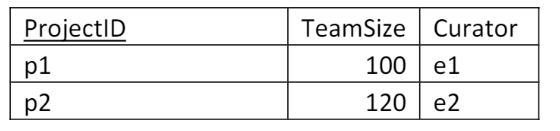 ProjectID TeamSize Curator
p1 100 e1
p2 120 e2